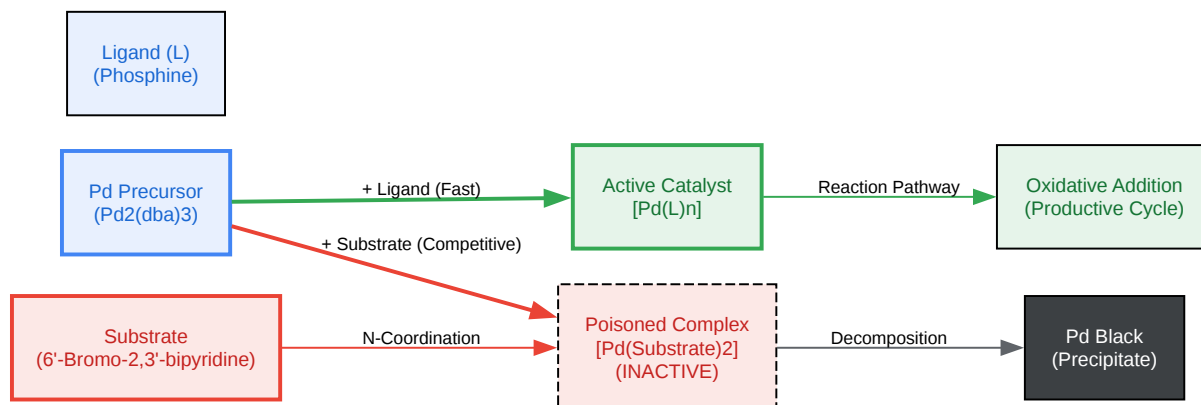 Ligand (L)
(Phosphine)
Pd Precursor
(Pd2(dba)3)
+ Ligand (Fast)
Active Catalyst
[Pd(L)n]
Reaction Pathway
Oxidative Addition
(Productive Cycle)
+ Substrate (Competitive)
Substrate
(6'-Bromo-2,3'-bipyridine)
N-Coordination
Poisoned Complex
[Pd(Substrate)2]
(INACTIVE)
Decomposition
Pd Black
(Precipitate)